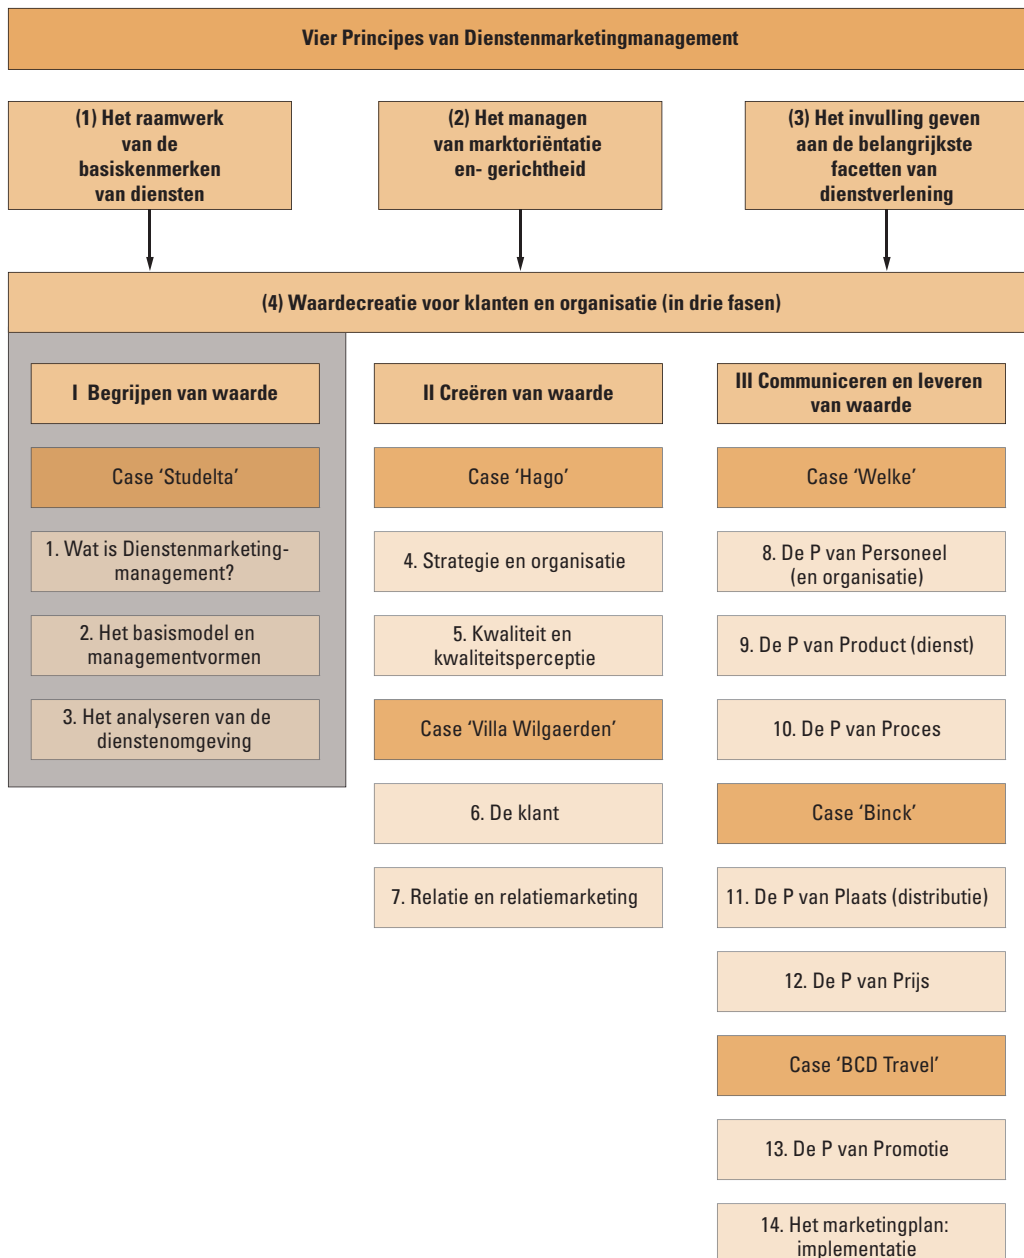 Vier Principes van Dienstenmarketingmanagement
(1) Het raamwerk
van de
basiskenmerken
van diensten
(2) Het managen
van marktoriëntatie
en- gerichtheid
(3) Het invulling geven
aan de belangrijkste
facetten van
dienstverlening
(4) Waardecreatie voor klanten en organisatie (in drie fasen)
I Begrijpen van waarde
Case ‘Studelta’
1. Wat is Dienstenmarketing-
management?
2. Het basismodel en
managementvormen
3. Het analyseren van de
dienstenomgeving
II Creëren van waarde
Case ‘Hago’
4. Strategie en organisatie
5. Kwaliteit en
kwaliteitsperceptie
Case ‘Villa Wilgaerden’
6. De klant
7. Relatie en relatiemarketing
III Communiceren en leveren
van waarde
Case ‘Welke’
8. De P van Personeel
(en organisatie)
9. De P van Product (dienst)
10. De P van Proces
Case ‘Binck’
11. De P van Plaats (distributie)
12. De P van Prijs
Case ‘BCD Travel’
13. De P van Promotie
14. Het marketingplan:
implementatie